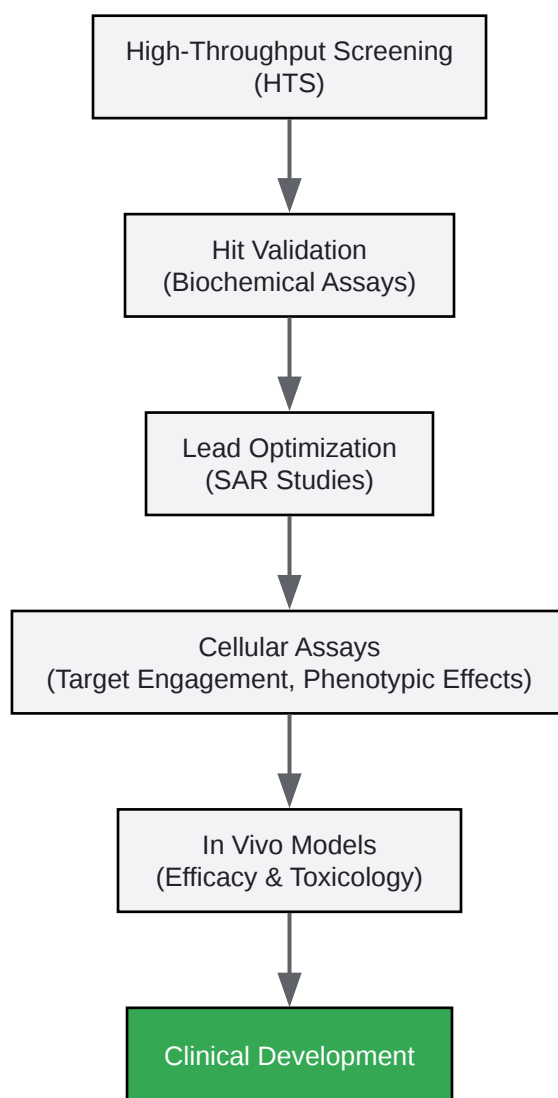 High-Throughput Screening
(HTS)
Hit Validation
(Biochemical Assays)
Lead Optimization
(SAR Studies)
Cellular Assays
(Target Engagement, Phenotypic Effects)
In Vivo Models
(Efficacy & Toxicology)
Clinical Development